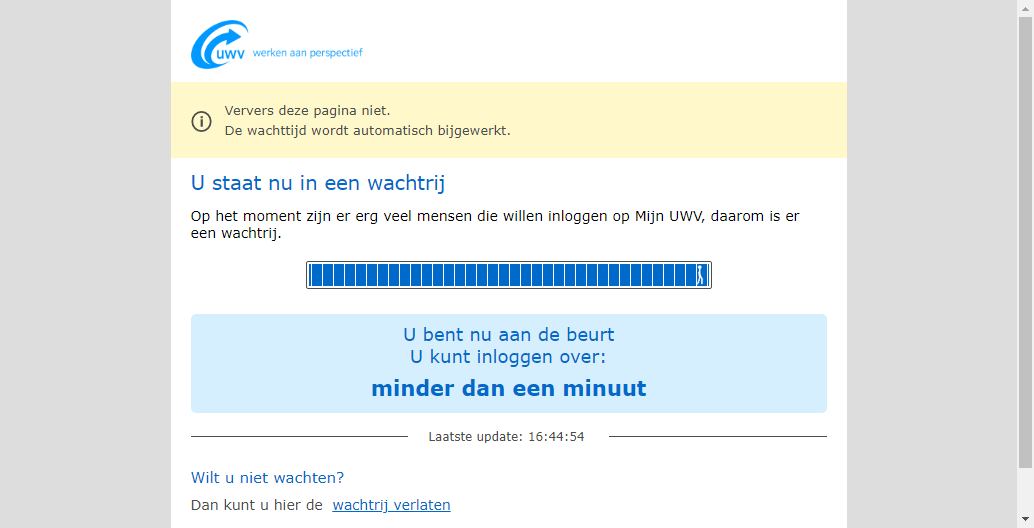 uwv werken aan perspectief
Ververs deze pagina niet.
De wachttijd wordt automatisch bijgewerkt.
U staat nu in een wachtrij
Op het moment zijn er erg veel mensen die willen inloggen op Mijn UWV, daarom is er
een wachtrij.
U bent nu aan de beurt
U kunt inloggen over:
minder dan een minuut
Laatste update: 16:44:54
Wilt u niet wachten?
Dan kunt u hier de wachtrij verlaten